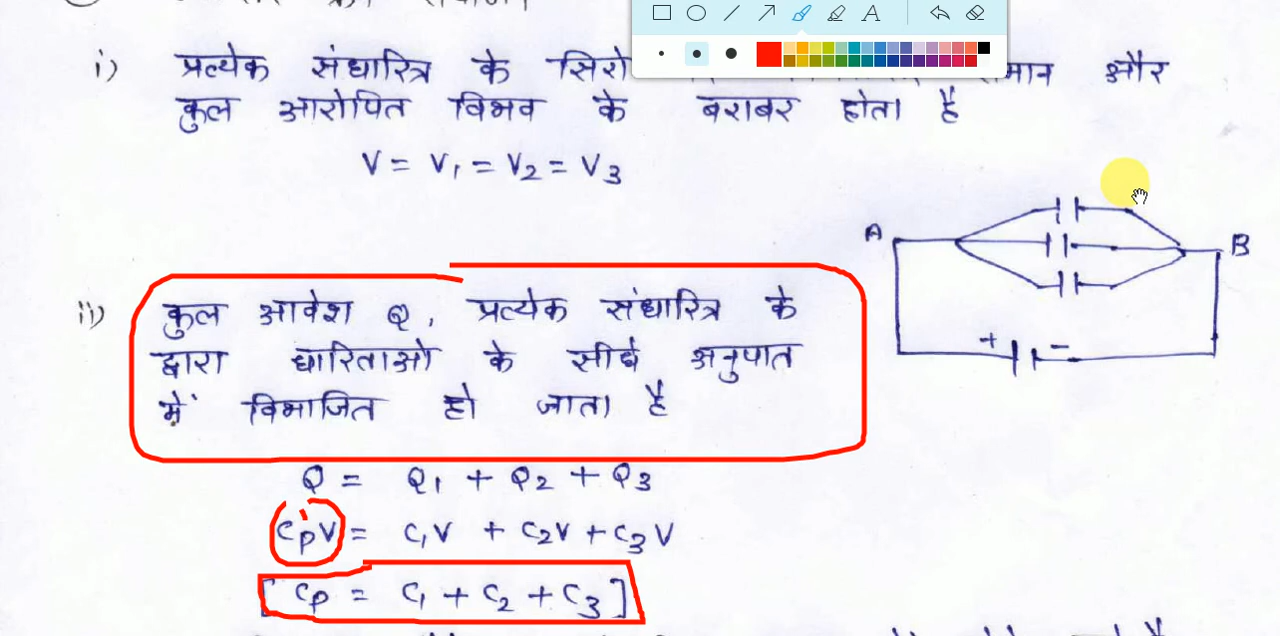 i) प्रत्येक संधारित्र के सिरो और
कुल आरोपित विभव के बराबर होता है
V = V₁ = V₂ = V₃
A
B
+ -
ii) कुल आवेश Q, प्रत्येक संधारित्र के
द्वारा धारिताओ के सीधे अनुपात
में विभाजित हो जाता है
Q = Q₁ + Q₂ + Q₃
CpV = C₁V + C₂V + C₃V
[Cp = C₁ + C₂ + C₃]